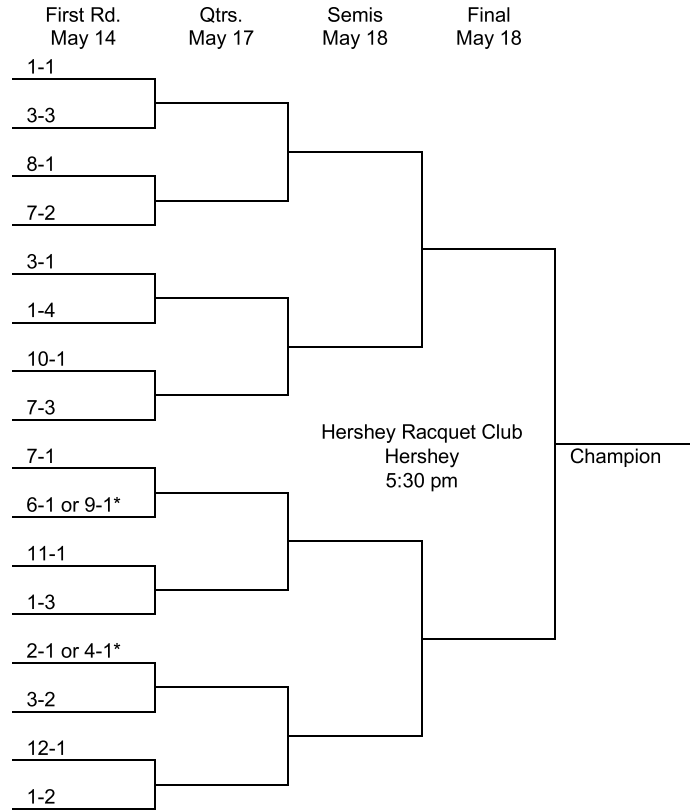 First Rd. Qtrs. Semis Final
May 14 May 17 May 18 May 18
1-1
3-3
8-1
7-2
3-1
1-4
10-1
7-3
Hershey Racquet Club
Hershey
5:30 pm
Champion
7-1
6-1 or 9-1*
11-1
1-3
2-1 or 4-1*
3-2
12-1
1-2